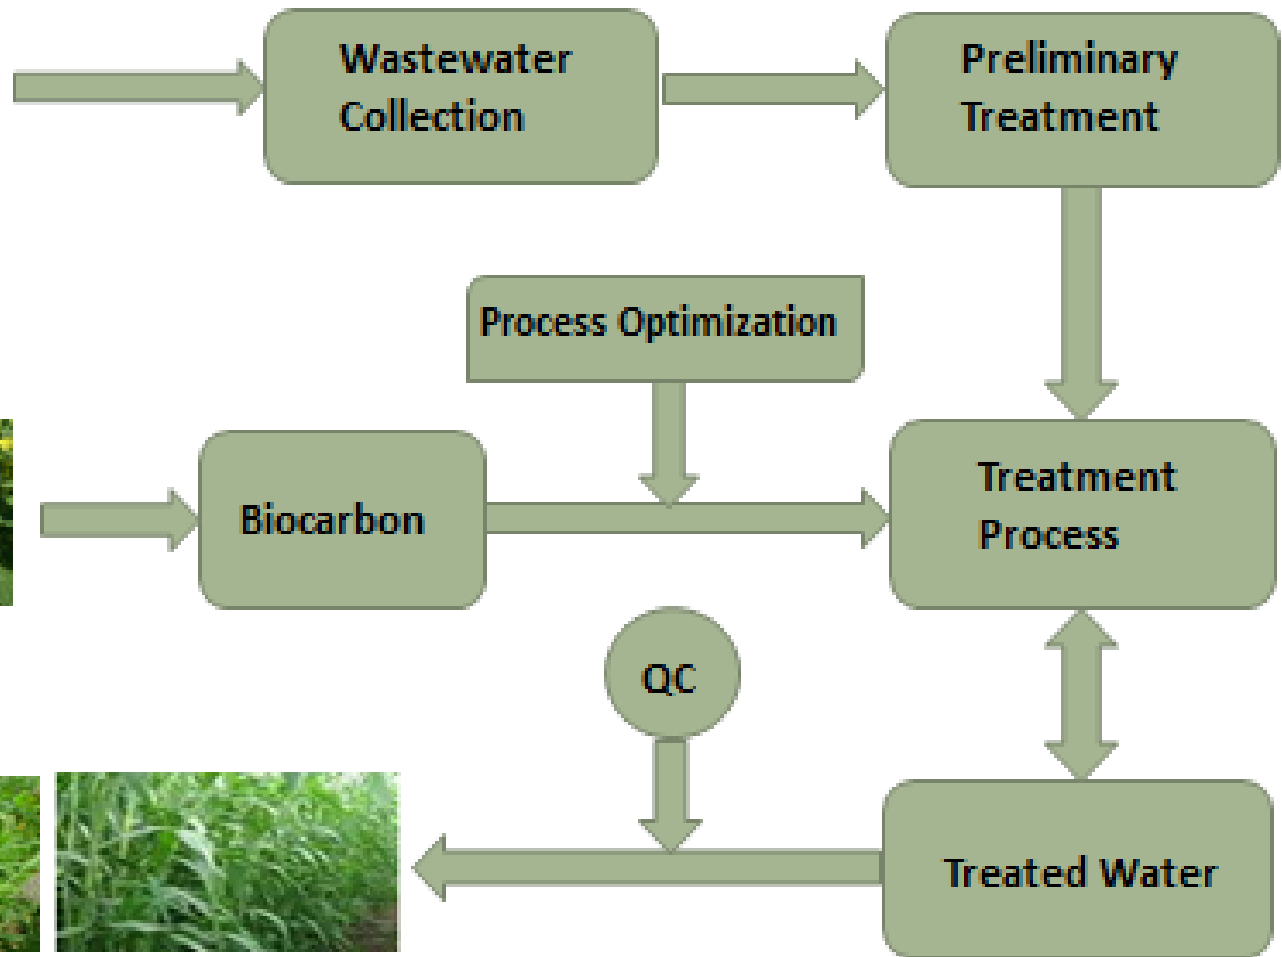 Wastewater
Collection
Preliminary
Treatment
Process Optimization
Biocarbon
Treatment
Process
QC
Treated Water